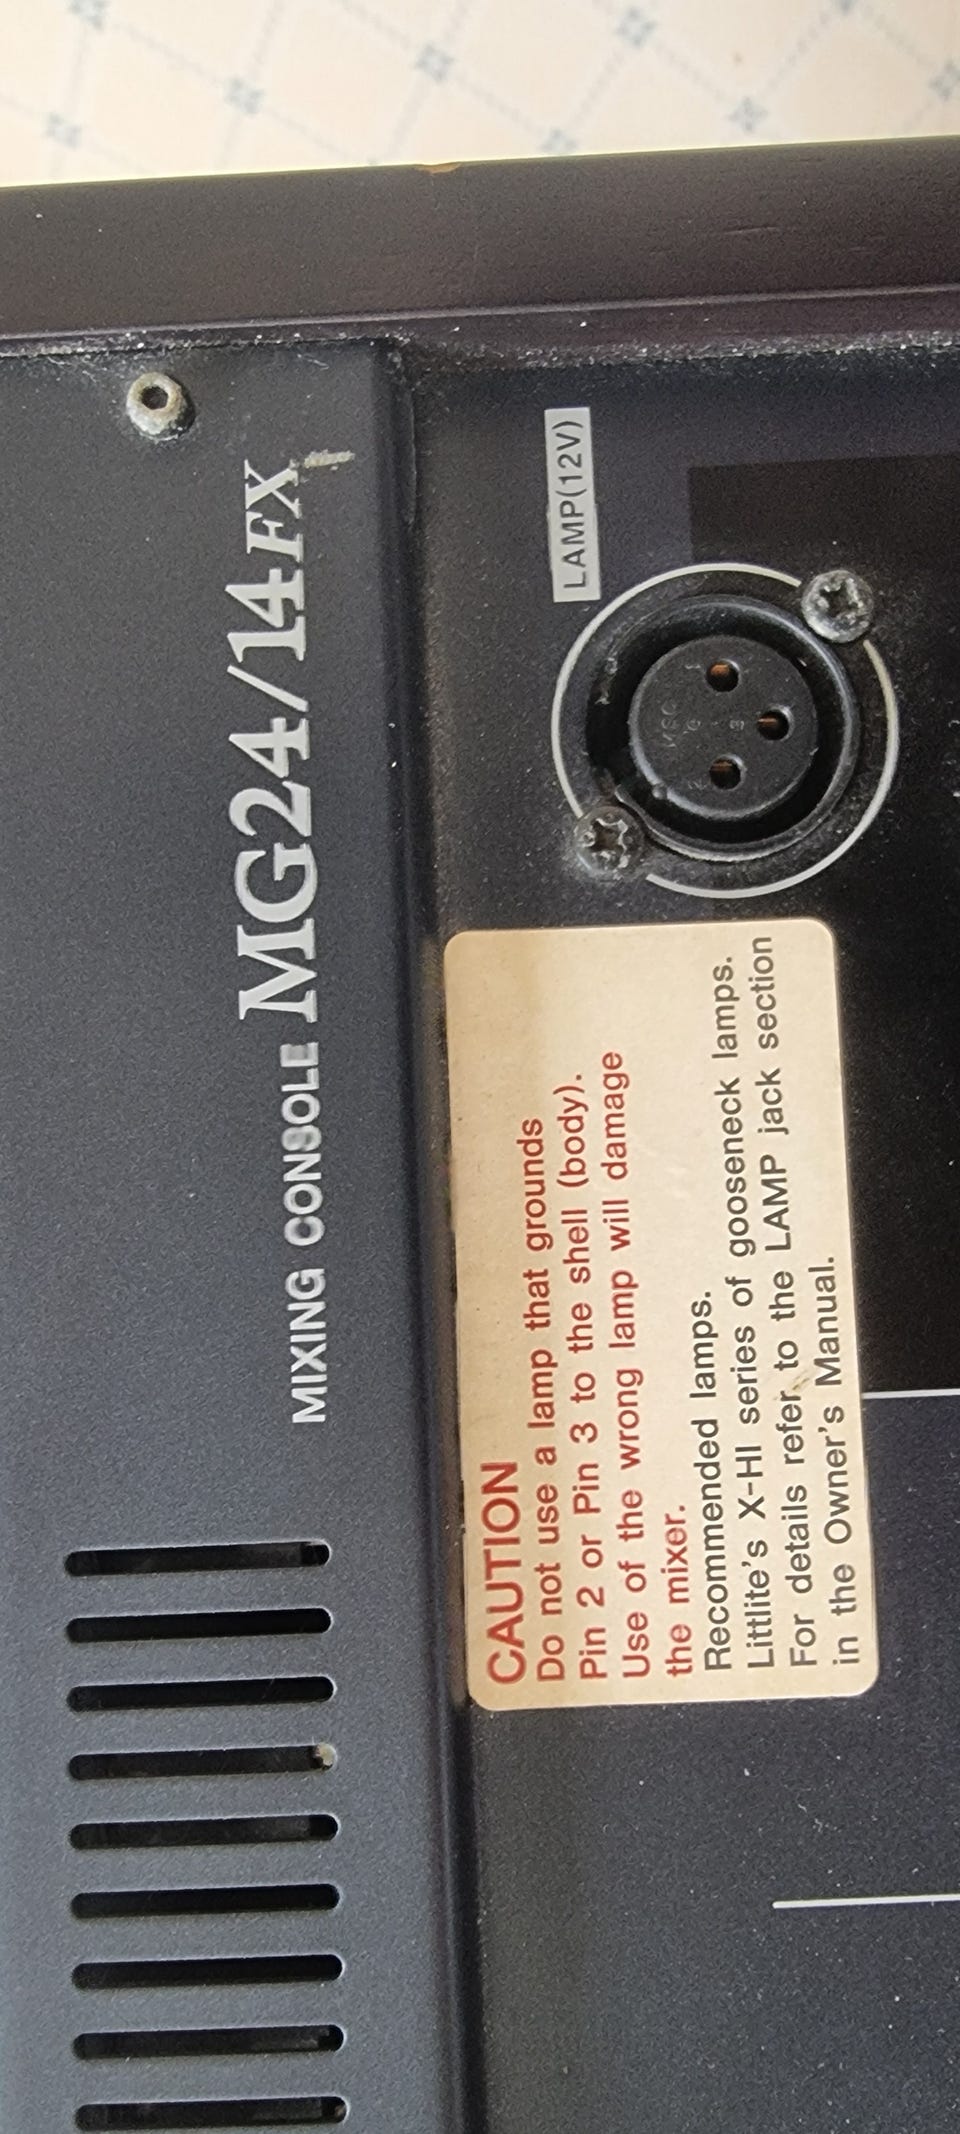 MIXING CONSOLE MG24/14FX
LAMP(12V)
CAUTION
Do not use a lamp that grounds
Pin 2 or Pin 3 to the shell (body).
Use of the wrong lamp will damage
the mixer.
Recommended lamps.
Littlite's X-HI series of gooseneck lamps.
For details refer to the LAMP jack section
in the Owner's Manual.